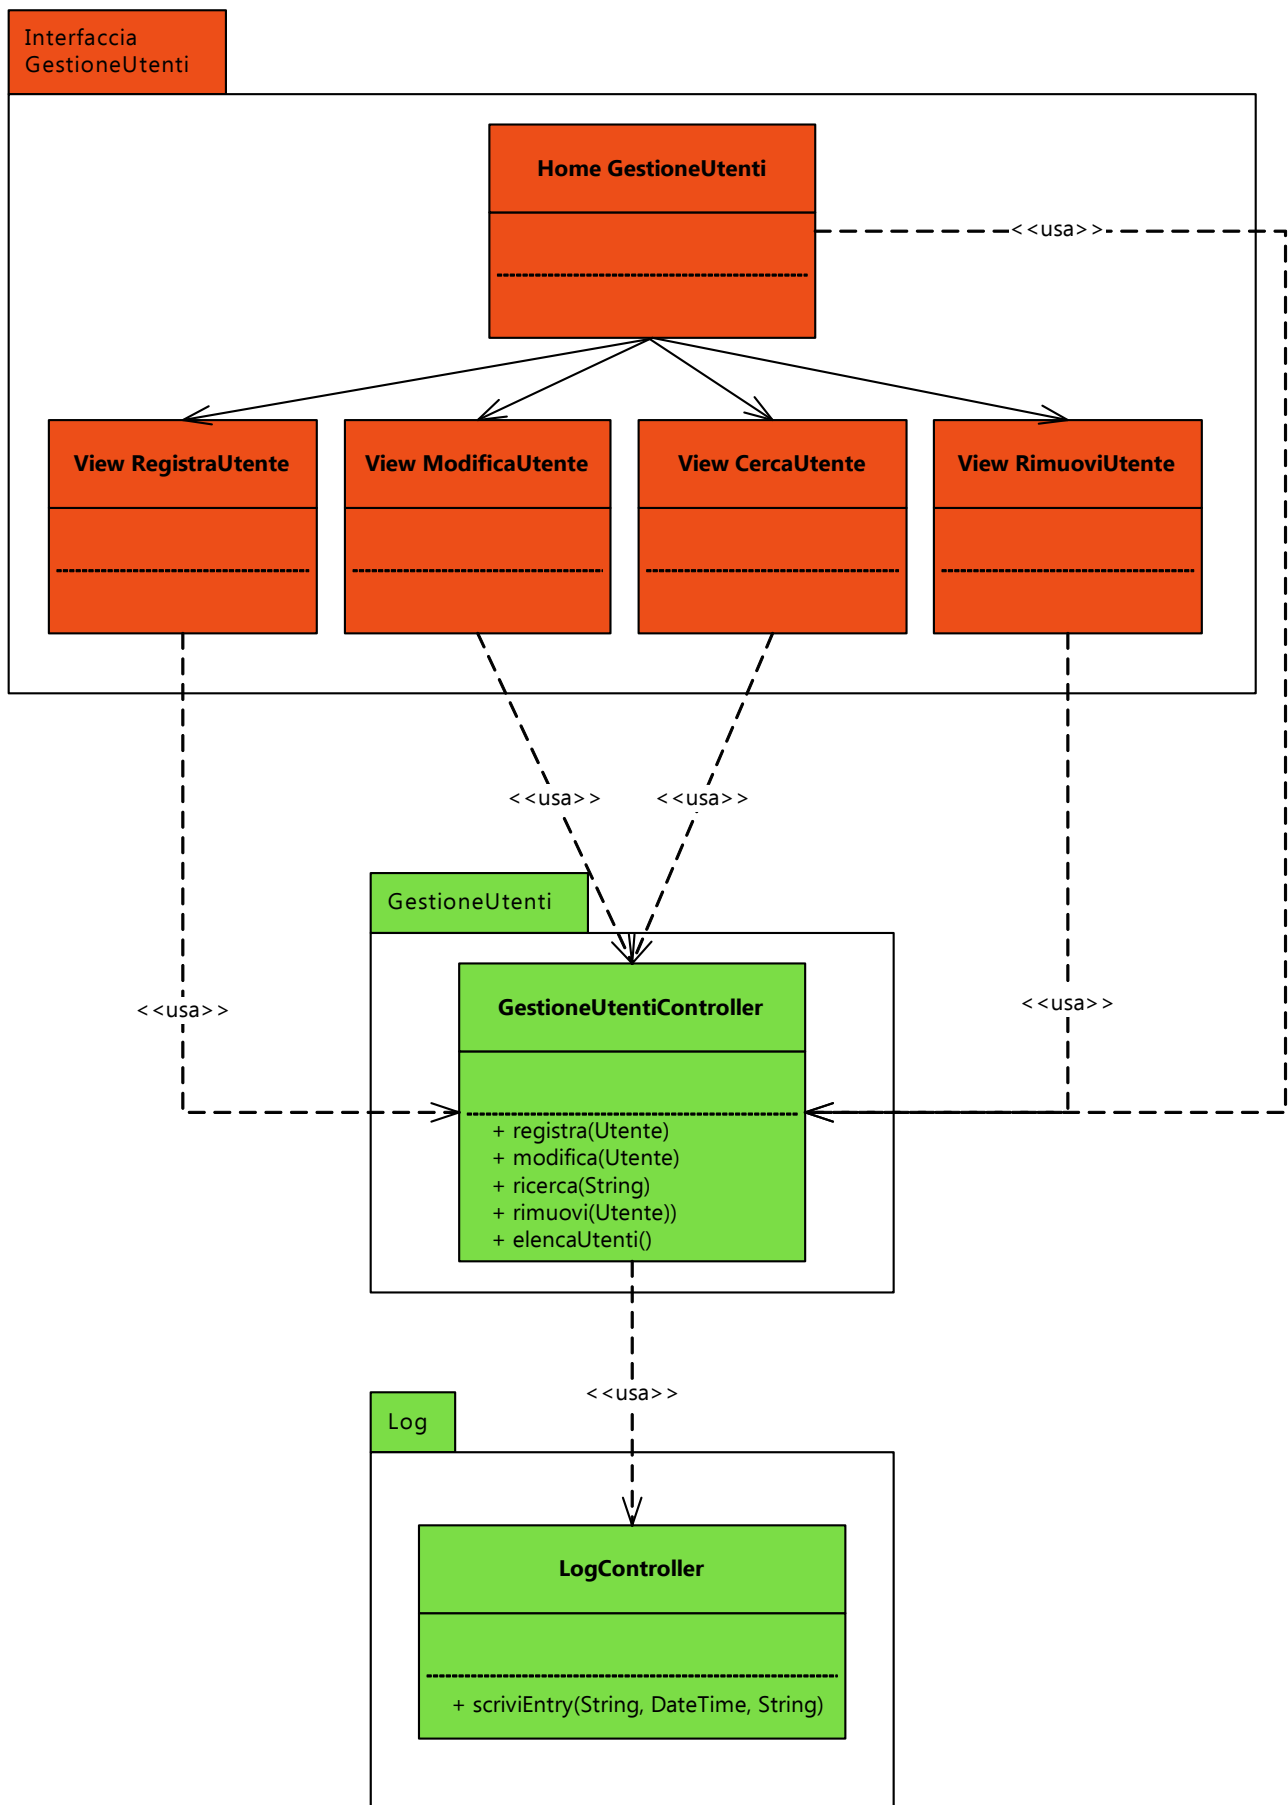 Interfaccia
GestioneUtenti
Home GestioneUtenti
<<usa>>
View RegistraUtente
View ModificaUtente
View CercaUtente
View RimuoviUtente
<<usa>>
<<usa>>
GestioneUtenti
GestioneUtentiController
<<usa>>
<<usa>>
+ registra(Utente)
+ modifica(Utente)
+ ricerca(String)
+ rimuovi(Utente))
+ elencaUtenti()
<<usa>>
Log
LogController
+ scriviEntry(String, DateTime, String)